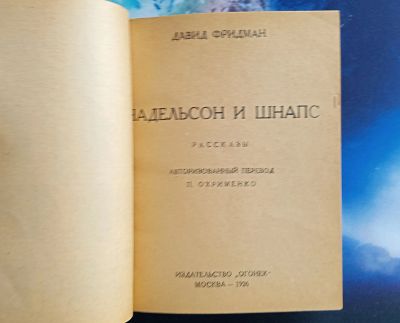 ДАВИД ФРИДМАН
НАДЕЛЬСОН И ШНАПС
РАССКАЗЫ
АВТОРИЗОВАННЫЙ ПЕРЕВОД
П. ОХРИМЕНКО
ИЗДАТЕЛЬСТВО „ОГОНЕК"
МОСКВА — 1926